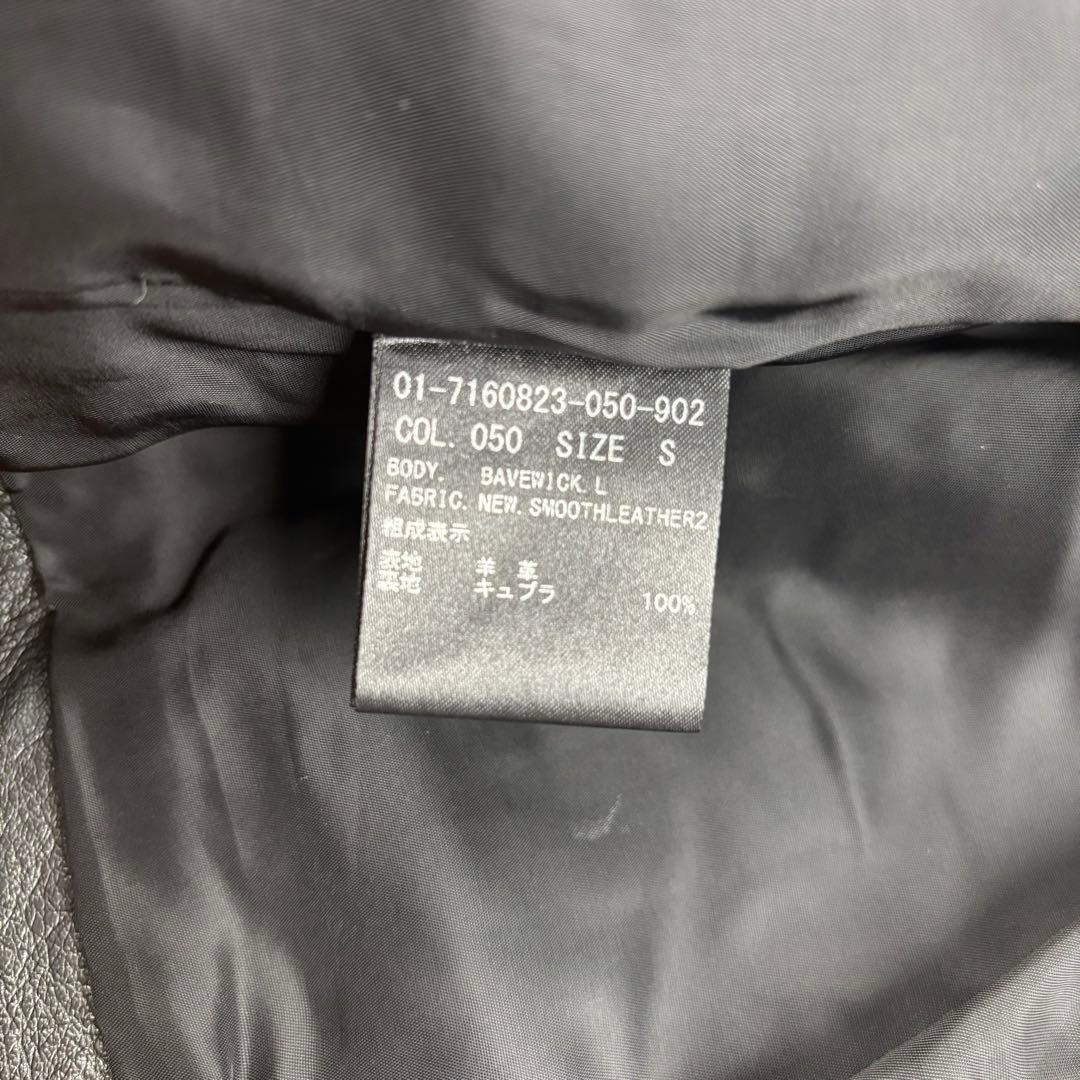 01-7160823-050-902
COL. 050 SIZE S
BODY. BAVEWICK.L
FABRIC. NEW.SMOOTHLEATHER2
組成表示
表地 羊 革
裏地 キュプラ 100%